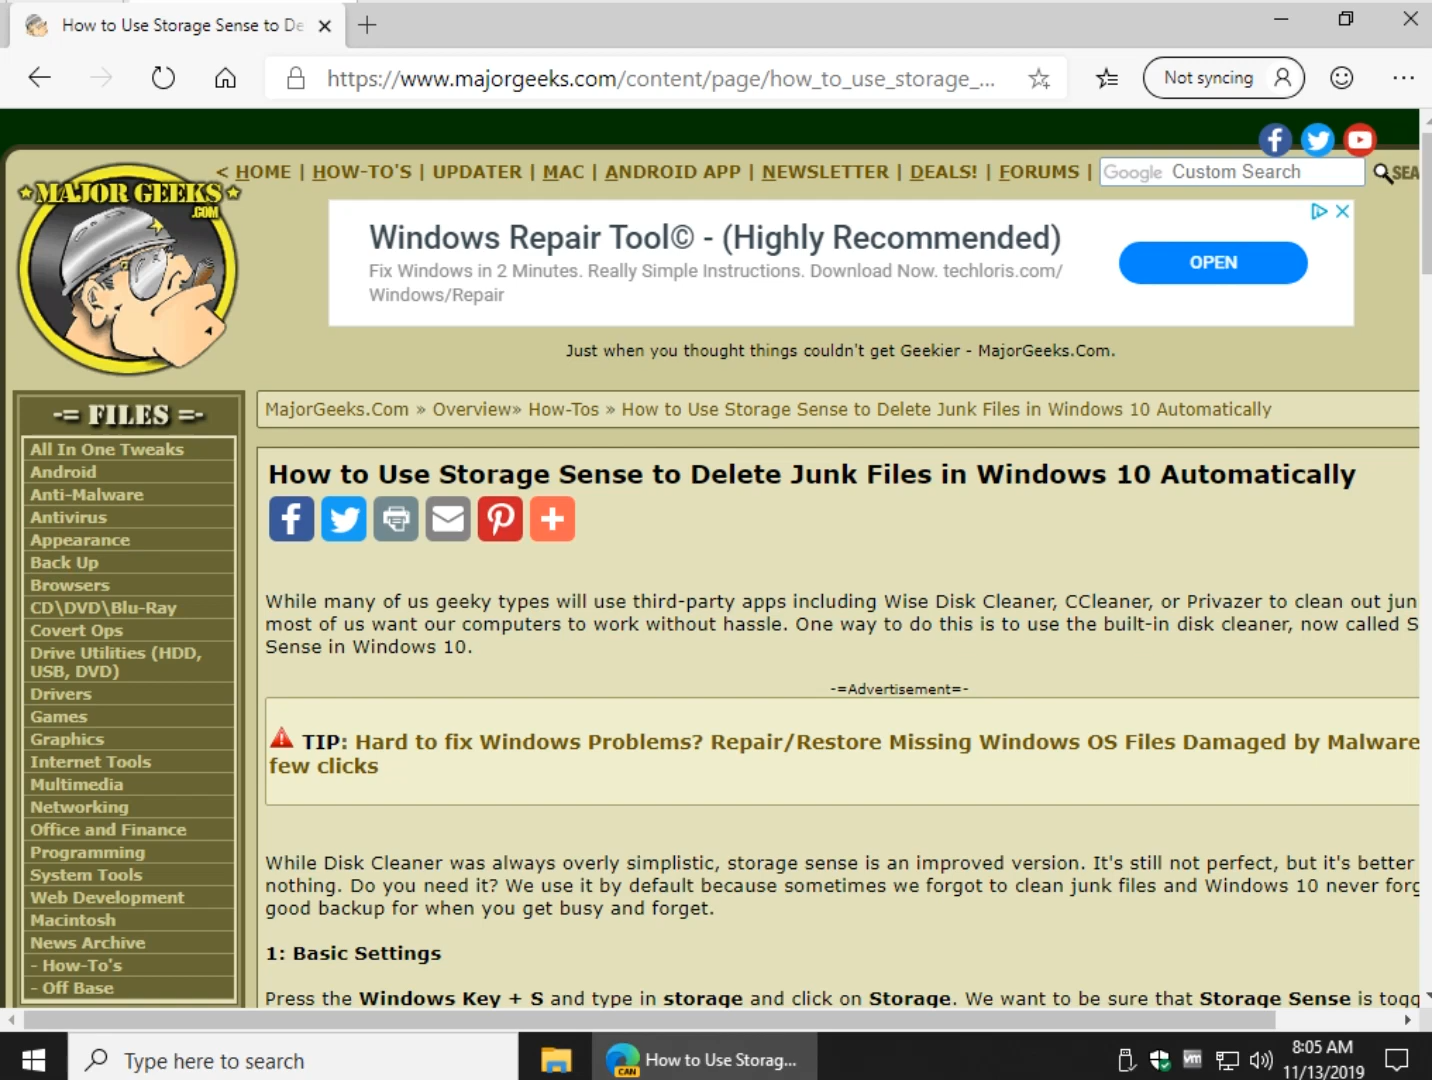 How to Use Storage Sense to De
https://www.majorgeeks.com/content/page/how_to_use_storage_...
Not syncing
MAJOR GEEKS
.COM
< HOME | HOW-TO'S | UPDATER | MAC | ANDROID APP | NEWSLETTER | DEALS! | FORUMS |
Google Custom Search
SEA
Windows Repair Tool© - (Highly Recommended)
Fix Windows in 2 Minutes. Really Simple Instructions. Download Now. techloris.com/
Windows/Repair
OPEN
Just when you thought things couldn't get Geekier - MajorGeeks.Com.
-= FILES =-
All In One Tweaks
Android
Anti-Malware
Antivirus
Appearance
Back Up
Browsers
CD\DVD\Blu-Ray
Covert Ops
Drive Utilities (HDD,
USB, DVD)
Drivers
Games
Graphics
Internet Tools
Multimedia
Networking
Office and Finance
Programming
System Tools
Web Development
Macintosh
News Archive
- How-To's
- Off Base
MajorGeeks.Com » Overview» How-Tos » How to Use Storage Sense to Delete Junk Files in Windows 10 Automatically
How to Use Storage Sense to Delete Junk Files in Windows 10 Automatically
While many of us geeky types will use third-party apps including Wise Disk Cleaner, CCleaner, or Privazer to clean out jun
most of us want our computers to work without hassle. One way to do this is to use the built-in disk cleaner, now called S
Sense in Windows 10.
-=Advertisement=-
TIP: Hard to fix Windows Problems? Repair/Restore Missing Windows OS Files Damaged by Malware
few clicks
While Disk Cleaner was always overly simplistic, storage sense is an improved version. It's still not perfect, but it's better
nothing. Do you need it? We use it by default because sometimes we forgot to clean junk files and Windows 10 never forg
good backup for when you get busy and forget.
1: Basic Settings
Press the Windows Key + S and type in storage and click on Storage. We want to be sure that Storage Sense is togg
Type here to search
CAN
How to Use Storag...
vm
8:05 AM
11/13/2019